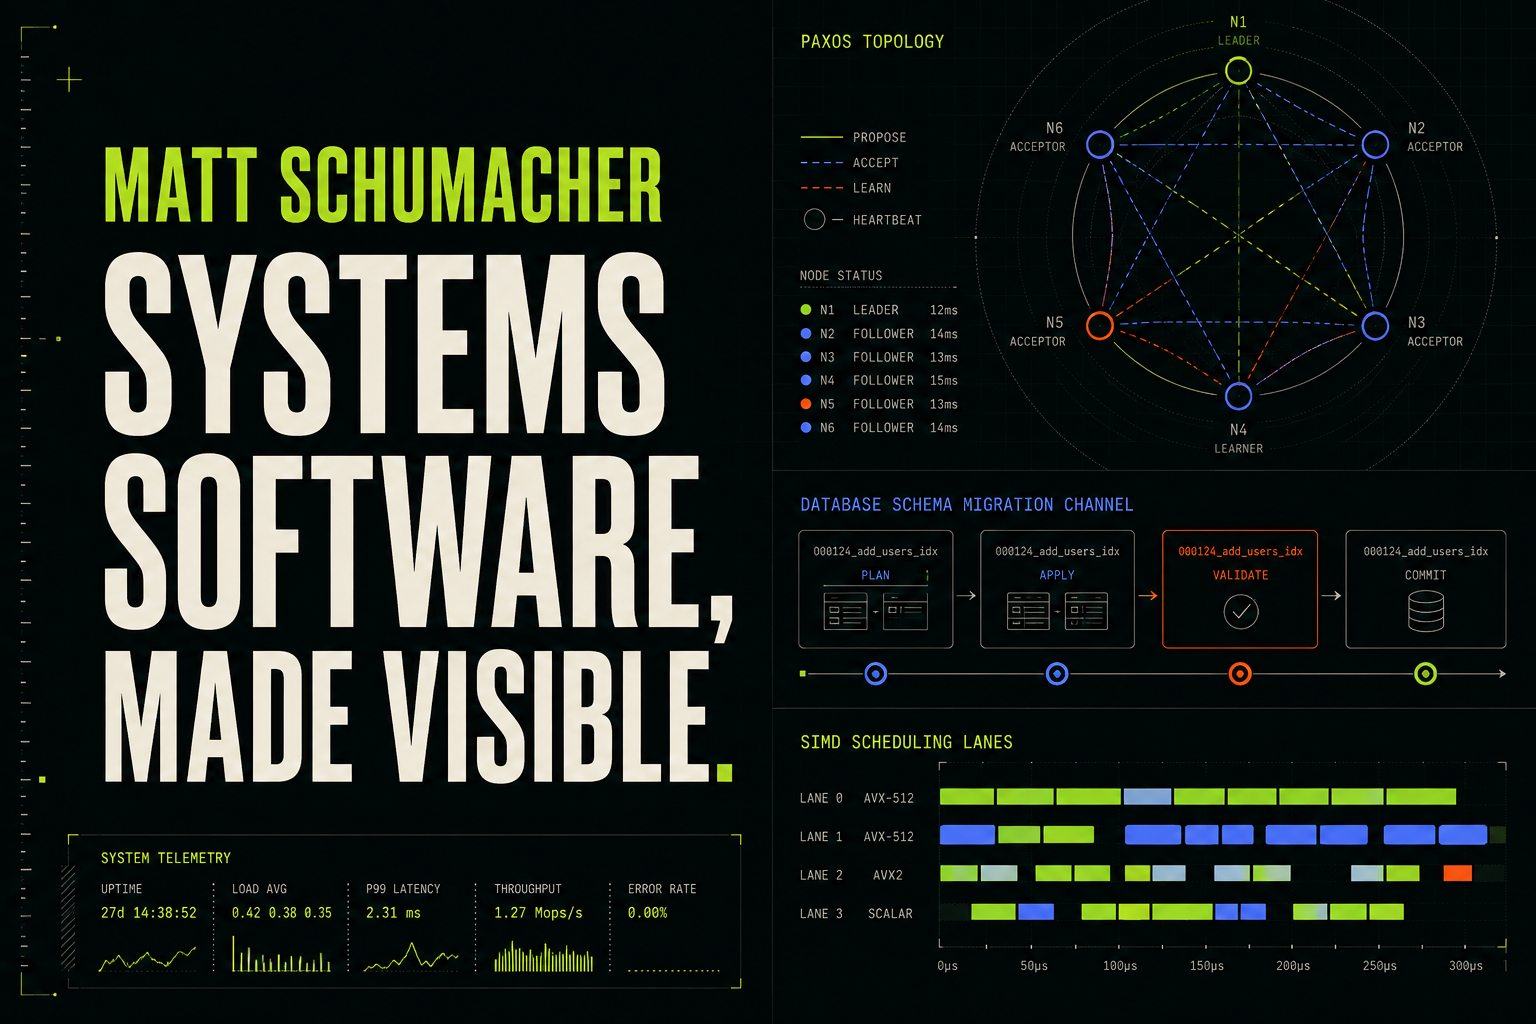 MATT SCHUMACHER
SYSTEMS
SOFTWARE,
MADE VISIBLE.
SYSTEM TELEMETRY
UPTIME
27d 14:38:52
LOAD AVG
0.42 0.38 0.35
P99 LATENCY
2.31 ms
THROUGHPUT
1.27 Mops/s
ERROR RATE
0.00%
PAXOS TOPOLOGY
PROPOSE
ACCEPT
LEARN
HEARTBEAT
NODE STATUS
N1 LEADER 12ms
N2 FOLLOWER 14ms
N3 FOLLOWER 13ms
N4 FOLLOWER 15ms
N5 FOLLOWER 13ms
N6 FOLLOWER 14ms
N1
LEADER
N2
ACCEPTOR
N3
ACCEPTOR
N4
LEARNER
N5
ACCEPTOR
N6
ACCEPTOR
DATABASE SCHEMA MIGRATION CHANNEL
000124_add_users_idx
PLAN
000124_add_users_idx
APPLY
000124_add_users_idx
VALIDATE
000124_add_users_idx
COMMIT
SIMD SCHEDULING LANES
LANE 0 AVX-512
LANE 1 AVX-512
LANE 2 AVX2
LANE 3 SCALAR
0μs 50μs 100μs 150μs 200μs 250μs 300μs